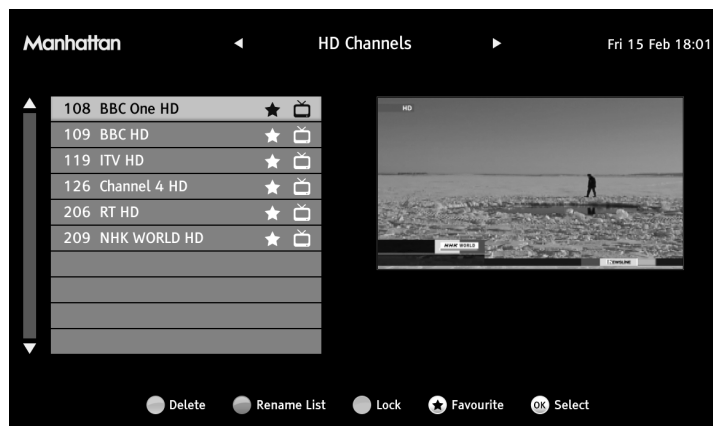 Manhattan
HD Channels
Fri 15 Feb 18:01
108 BBC One HD
109 BBC HD
119 ITV HD
126 Channel 4 HD
206 RT HD
209 NHK WORLD HD
HD
NHK WORLD
NEWSLINE
Delete
Rename List
Lock
Favourite
OK Select